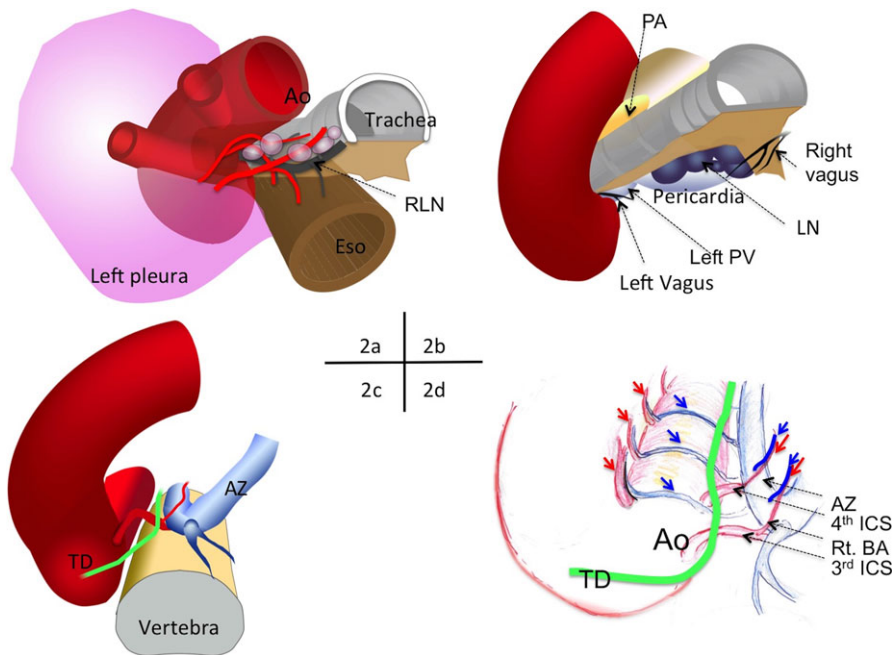 Ao
Trachea
RLN
Eso
Left pleura
PA
Right
vagus
Pericardia
LN
Left PV
Left Vagus
2a 2b
2c 2d
AZ
TD
Vertebra
AZ
4th ICS
Ao
Rt. BA
3rd ICS
TD